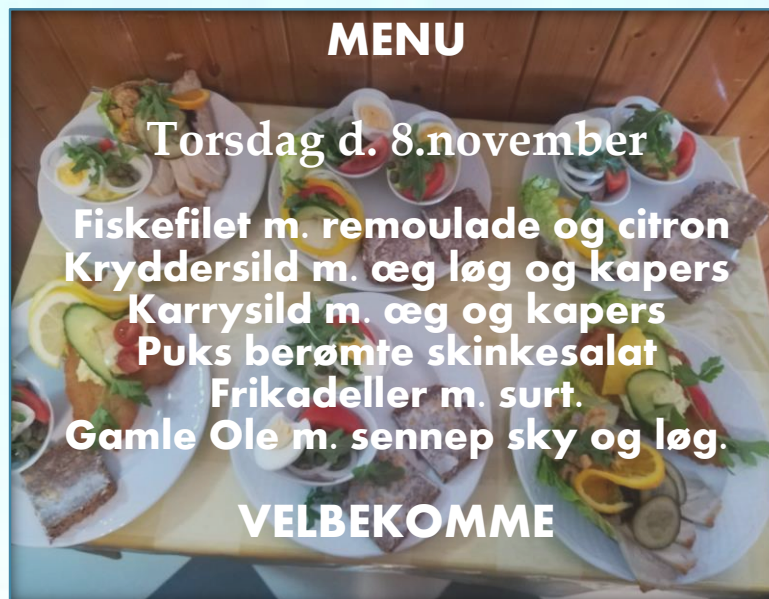 MENU
Torsdag d. 8.november
Fiskefilet m. remoulade og citron
Kryddersild m. æg løg og kapers
Karrysild m. æg og kapers
Puks berømte skinkesalat
Frikadeller m. surt.
Gamle Ole m. sennep sky og løg.
VELBEKOMME